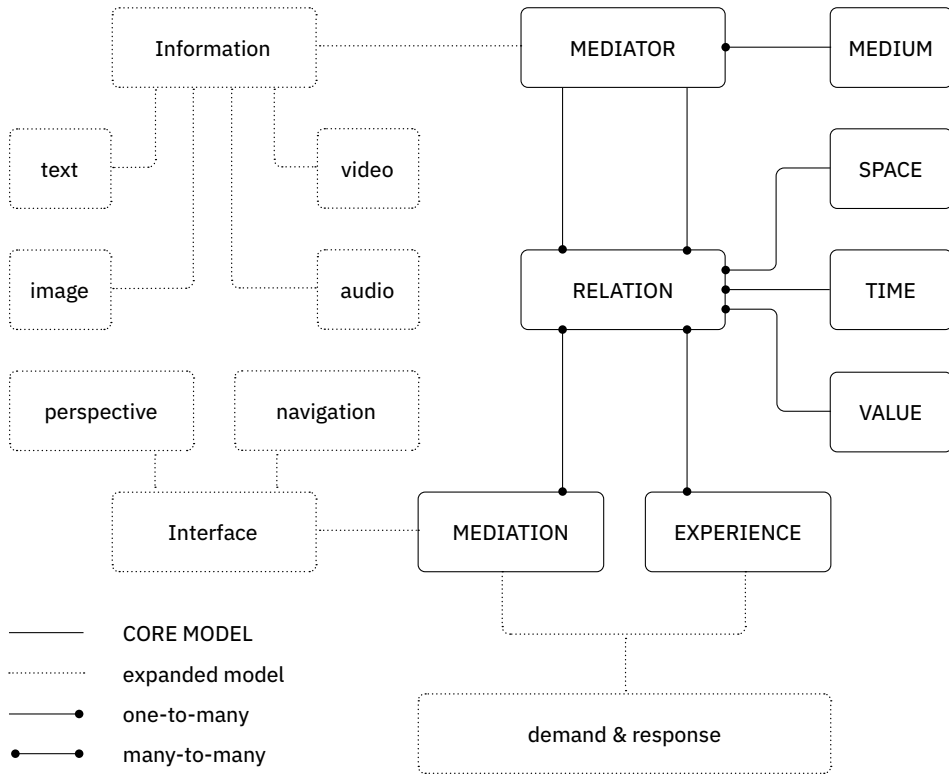 Information
MEDIATOR
MEDIUM
text
video
SPACE
image
audio
RELATION
TIME
perspective
navigation
VALUE
Interface
MEDIATION
EXPERIENCE
CORE MODEL
expanded model
one-to-many
many-to-many
demand & response